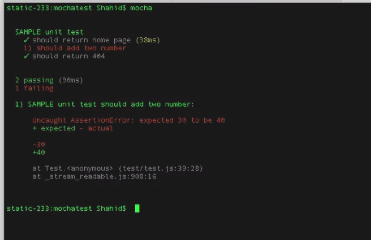 static-233:mochatest Shahid$ mocha
SAMPLE unit test
✓ should return home page (38ms)
1) should add two number
✓ should return 404
2 passing (90ms)
1 failing
1) SAMPLE unit test should add two number:
Uncaught AssertionError: expected 30 to be 40
+ expected - actual
-30
+40
at Test.<anonymous> (test/test.js:39:28)
at _stream_readable.js:908:16
static-233:mochatest Shahid$